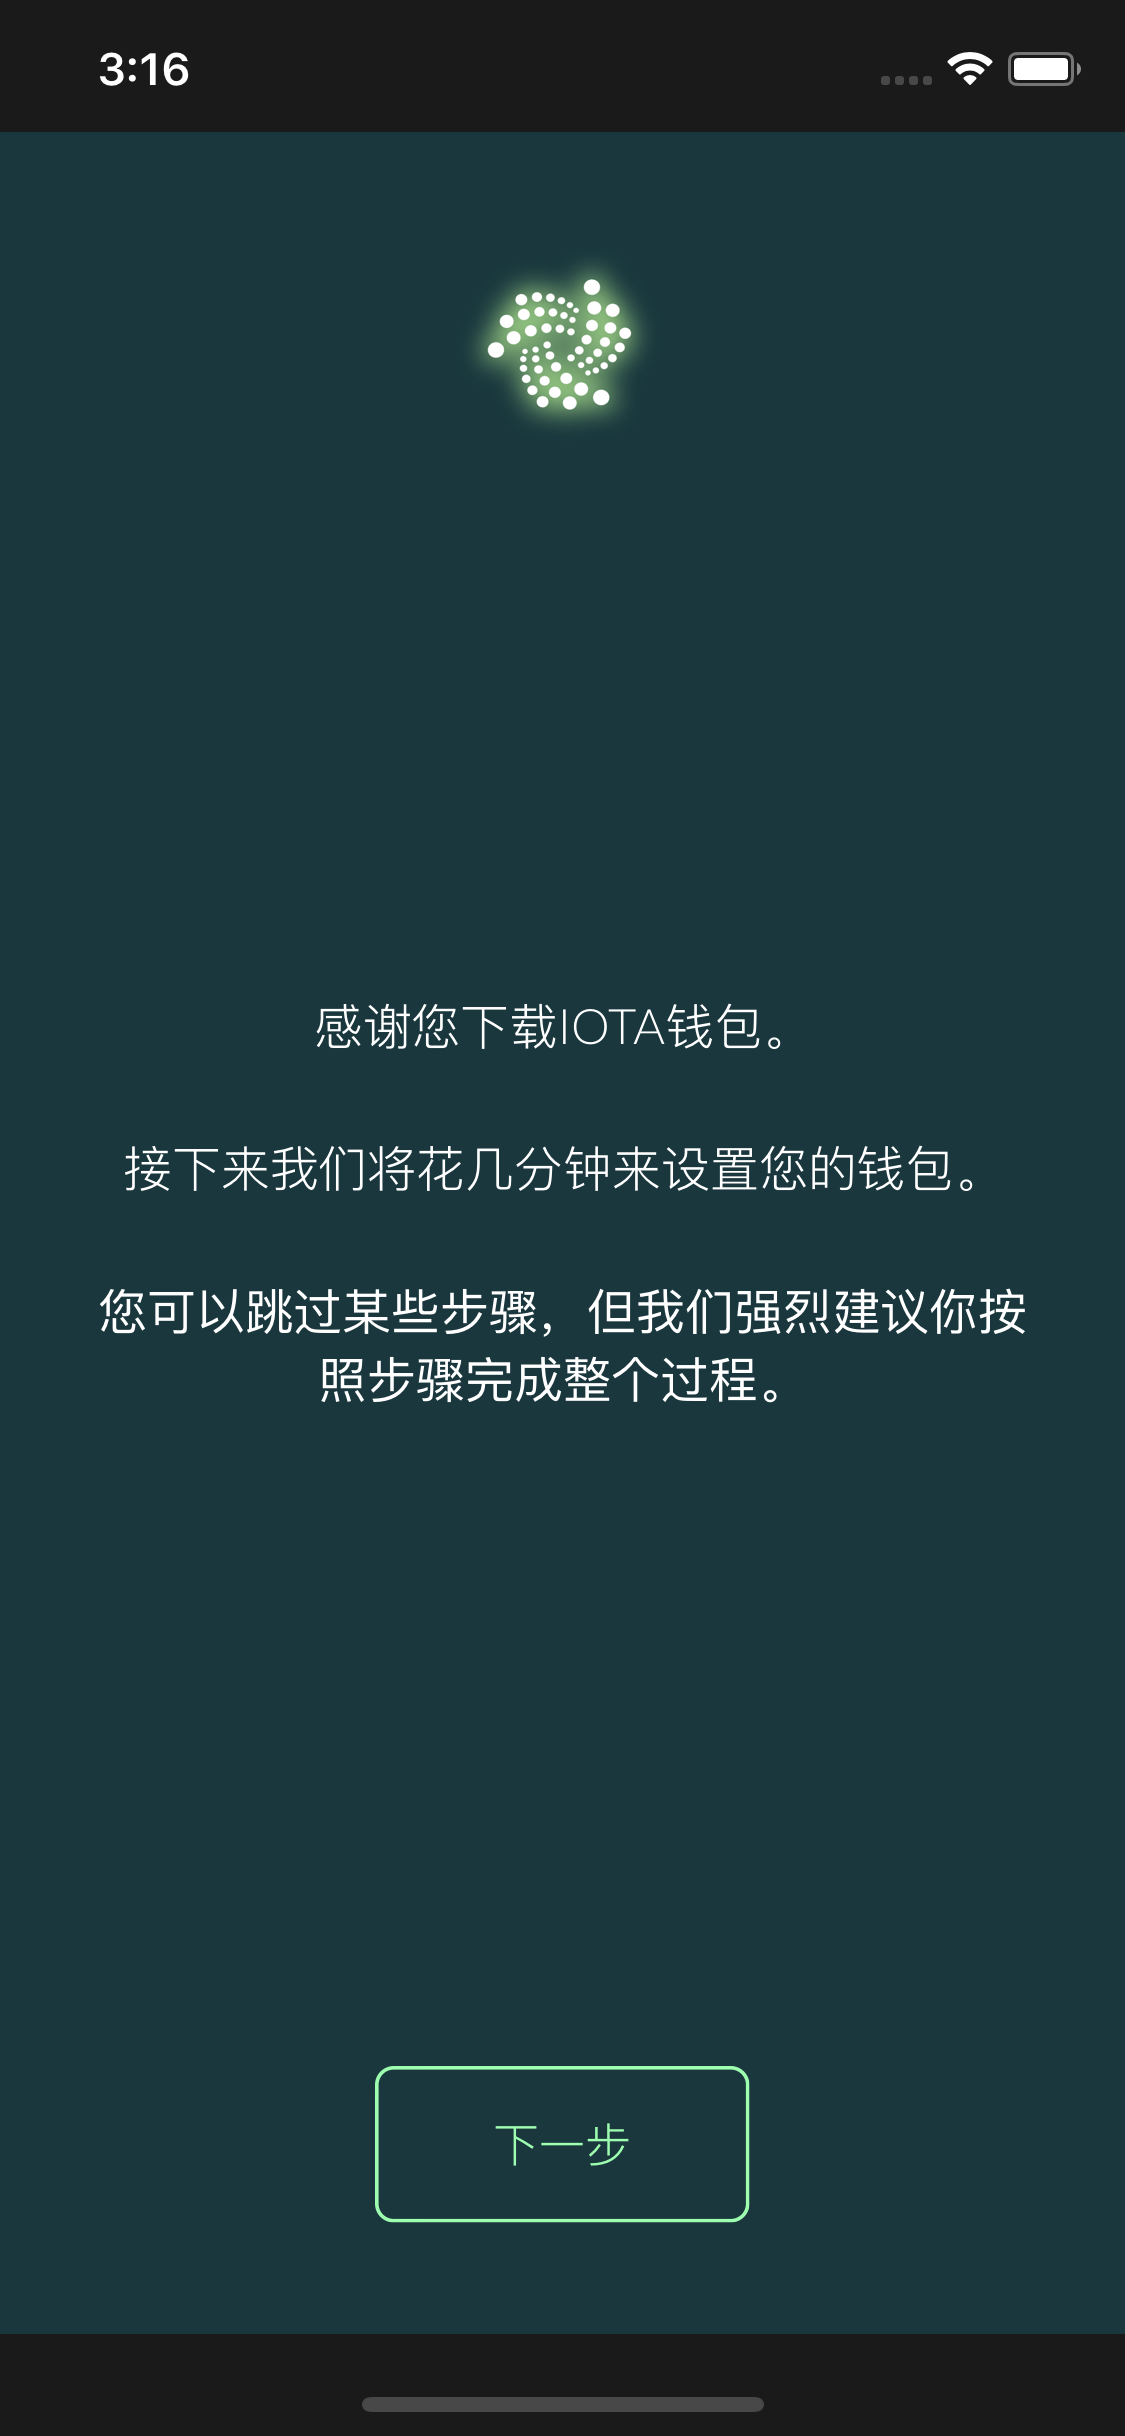 3:16
感谢您下载IOTA钱包。
接下来我们将花几分钟来设置您的钱包。
您可以跳过某些步骤，但我们强烈建议你按
照步骤完成整个过程。
下一步